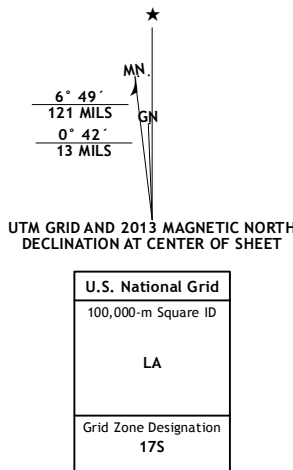 ★
MN
GN
6° 49´
121 MILS
0° 42´
13 MILS
UTM GRID AND 2013 MAGNETIC NORTH
DECLINATION AT CENTER OF SHEET
U.S. National Grid
100,000-m Square ID
LA
Grid Zone Designation
17S